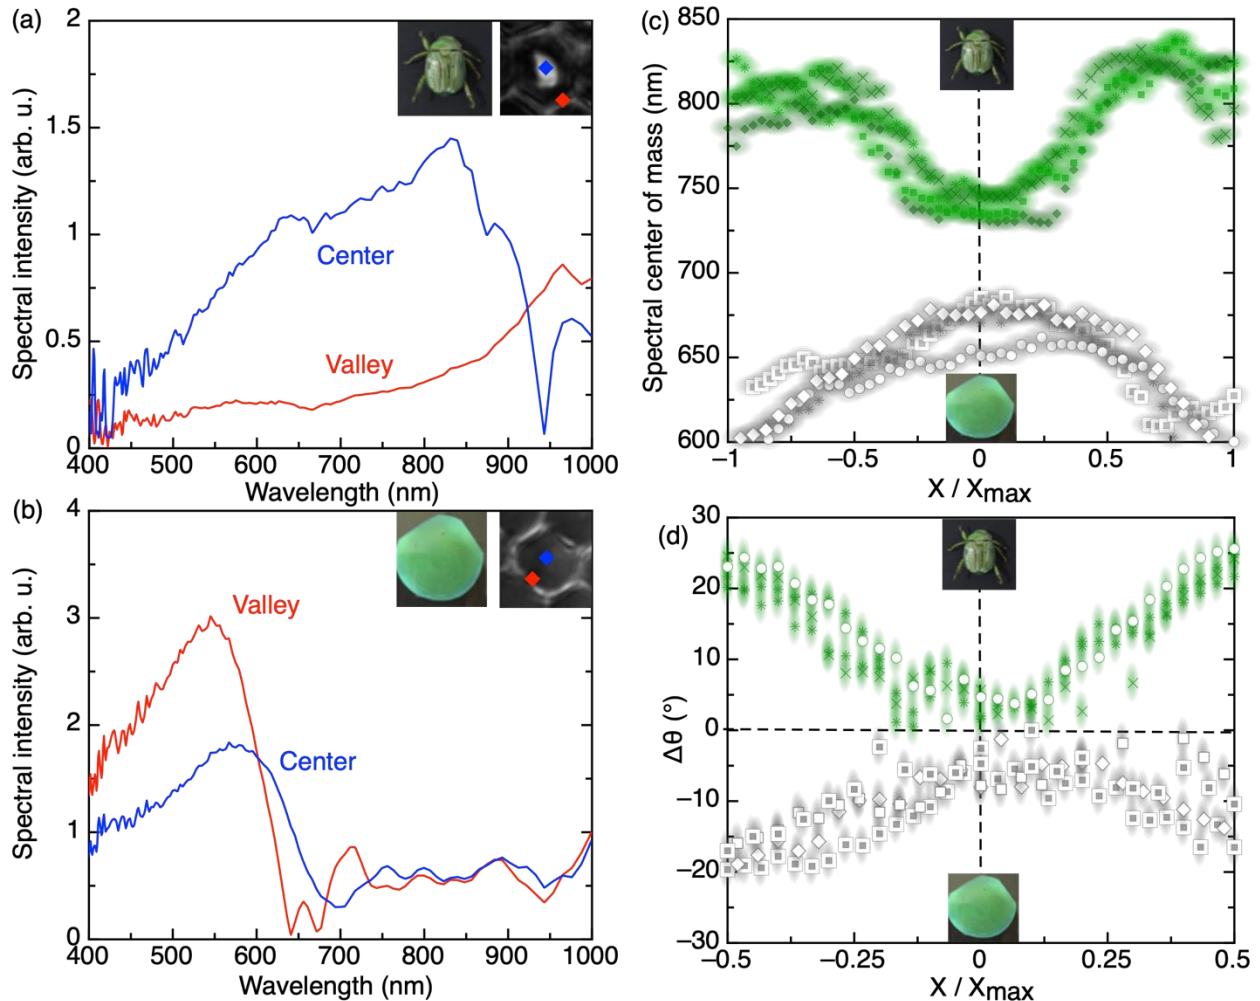 (a)
2
1.5
1
0.5
0
Spectral intensity (arb. u.)
Center
Valley
400 500 600 700 800 900 1000
Wavelength (nm)
(b)
4
3
2
1
0
Spectral intensity (arb. u.)
Valley
Center
400 500 600 700 800 900 1000
Wavelength (nm)
(c)
850
800
750
700
650
600
Spectral center of mass (nm)
−1 −0.5 0 0.5 1
X / Xmax
(d)
30
20
10
0
−10
−20
−30
Δθ (°)
−0.5 −0.25 0 0.25 0.5
X / Xmax